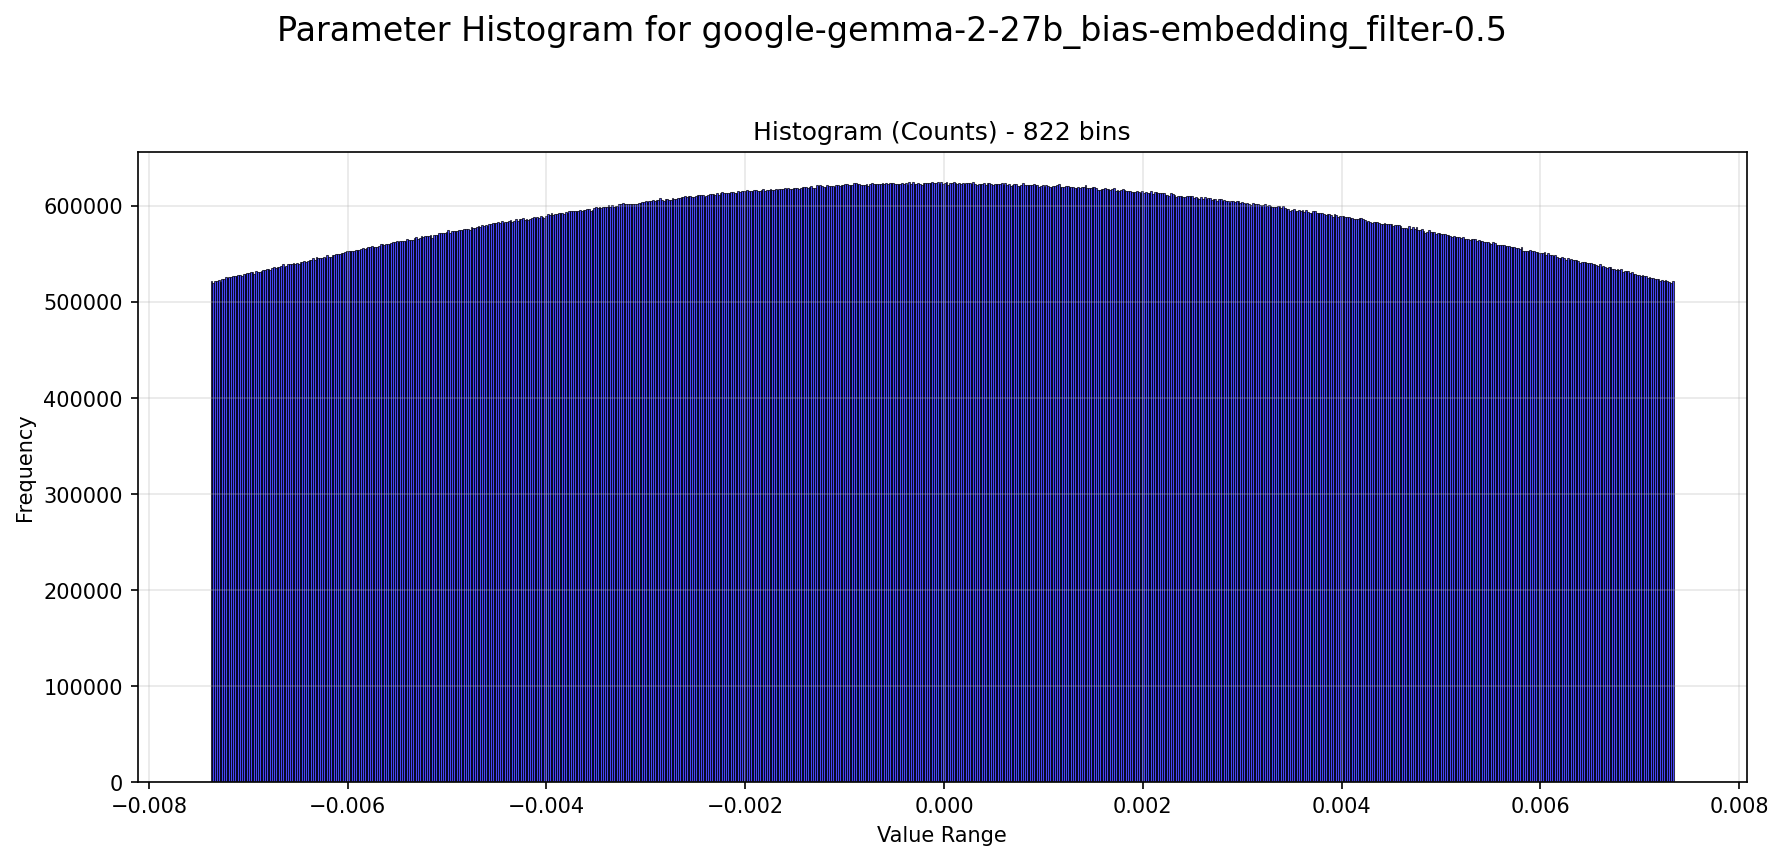 Parameter Histogram for google-gemma-2-27b_bias-embedding_filter-0.5
Histogram (Counts) - 822 bins
600000
500000
400000
300000
200000
100000
0
Frequency
−0.008 −0.006 −0.004 −0.002 0.000 0.002 0.004 0.006 0.008
Value Range